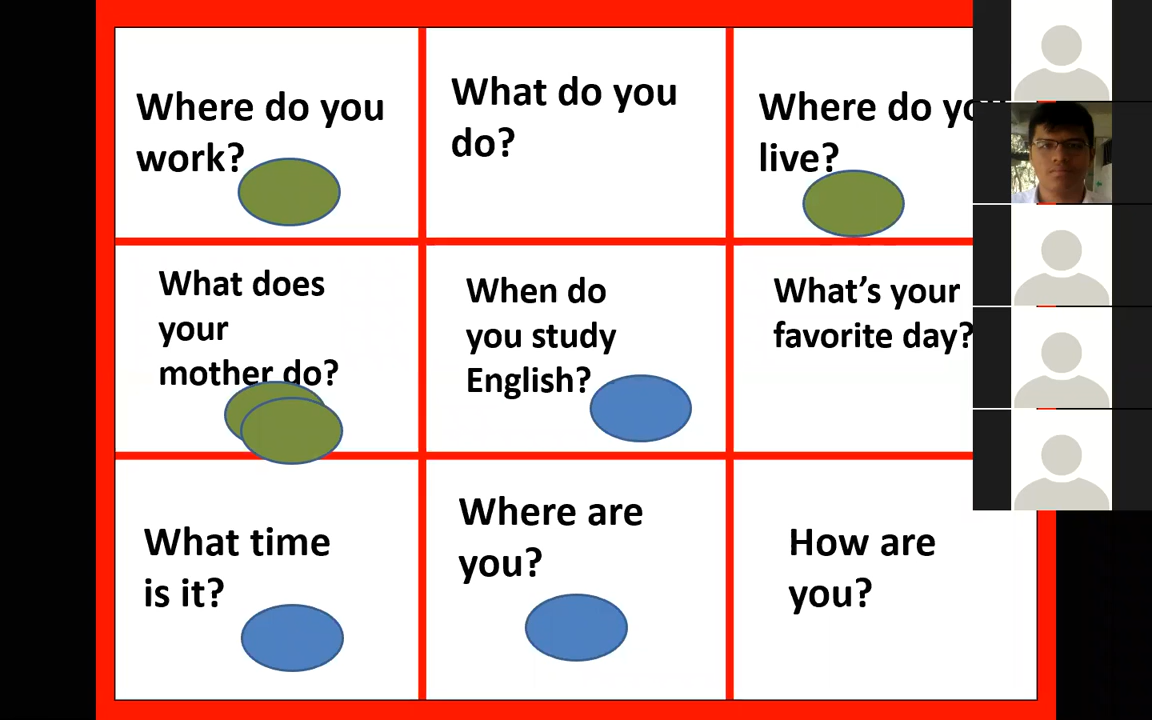 Where do you
work?
What do you
do?
Where do yo
live?
What does
your
mother do?
When do
you study
English?
What's your
favorite day?
What time
is it?
Where are
you?
How are
you?